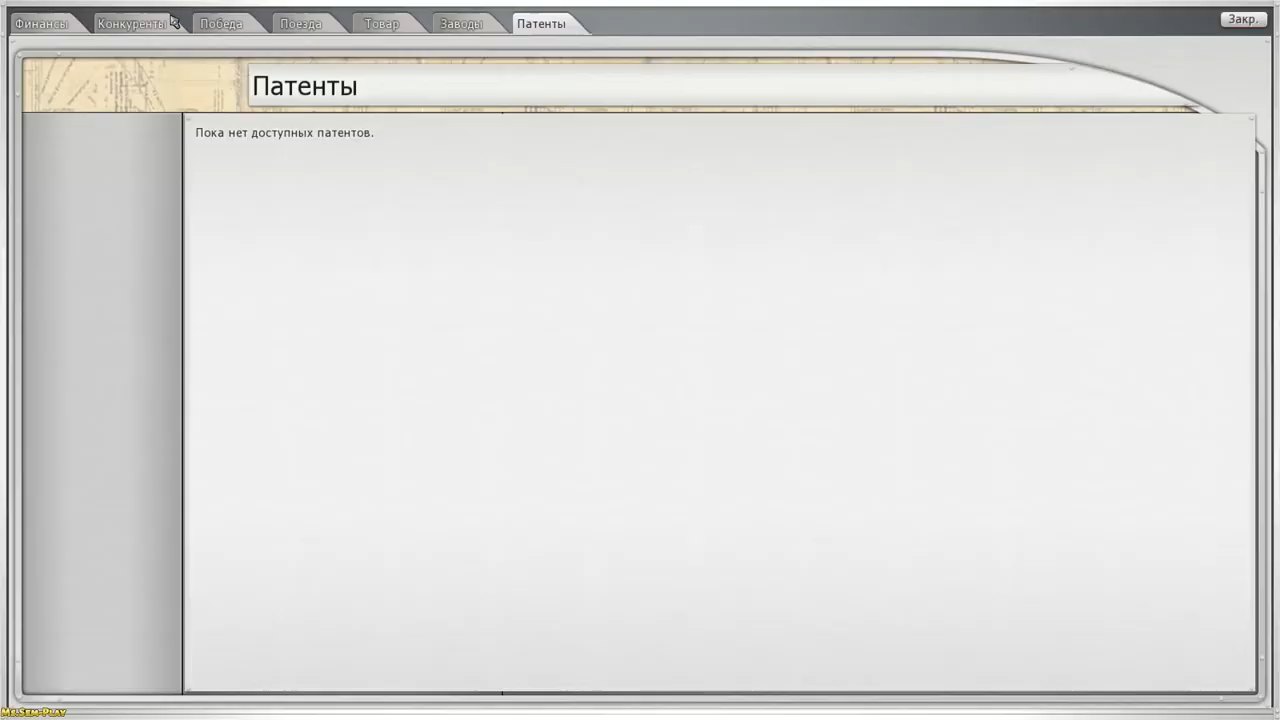 Финансы
Конкуренты
Победа
Поезда
Товар
Заводы
Патенты
Закр.
Патенты
Пока нет доступных патентов.
Mr.Sem-Play